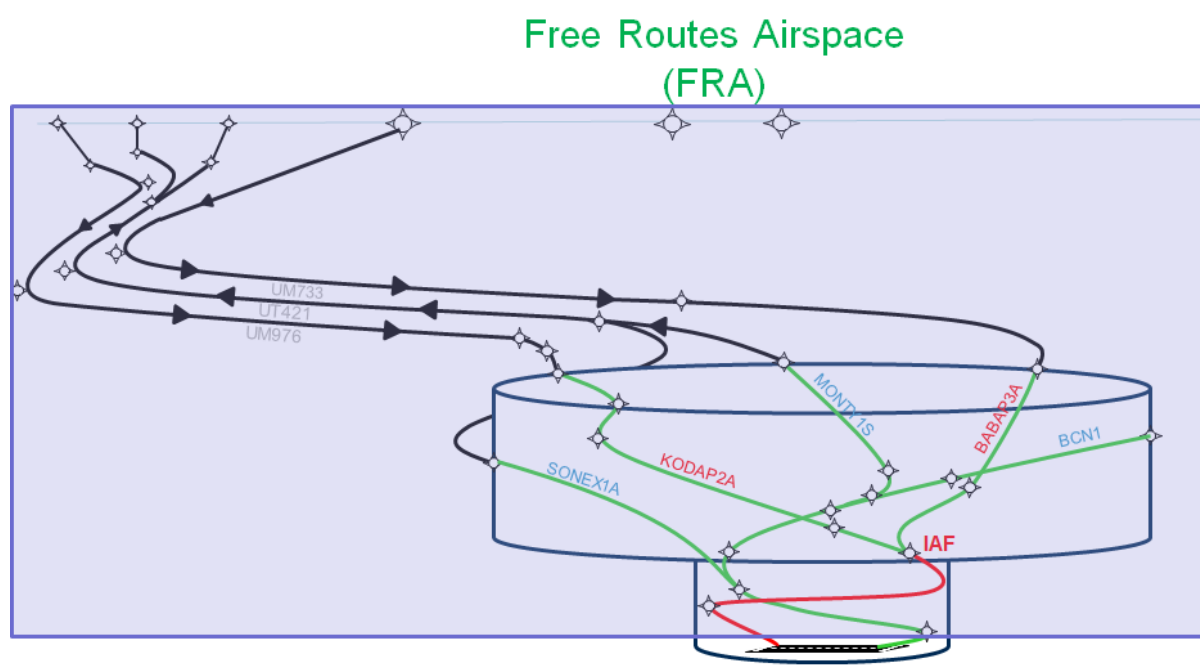 Free Routes Airspace
(FRA)
UM733
UT421
UM976
MONTY1S
BABAP3A
BCN1
KODAP2A
SONEX1A
IAF